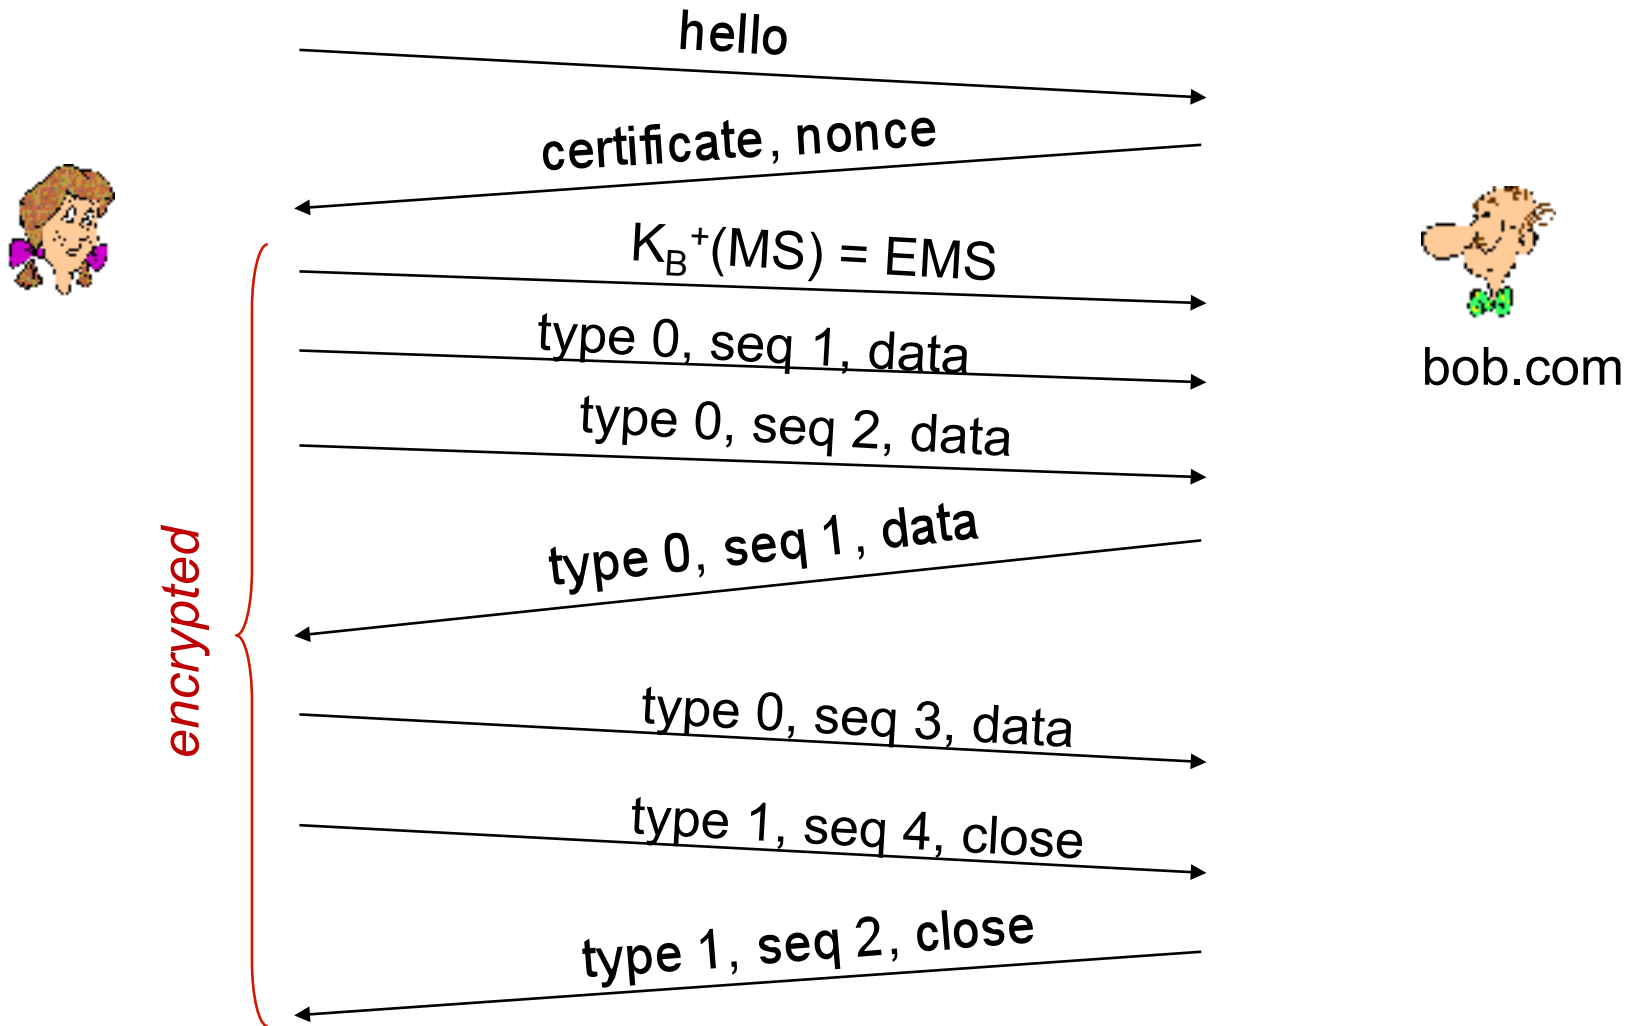 hello
certificate, nonce
K_B^+(MS) = EMS
type 0, seq 1, data
bob.com
type 0, seq 2, data
type 0, seq 1, data
encrypted
type 0, seq 3, data
type 1, seq 4, close
type 1, seq 2, close